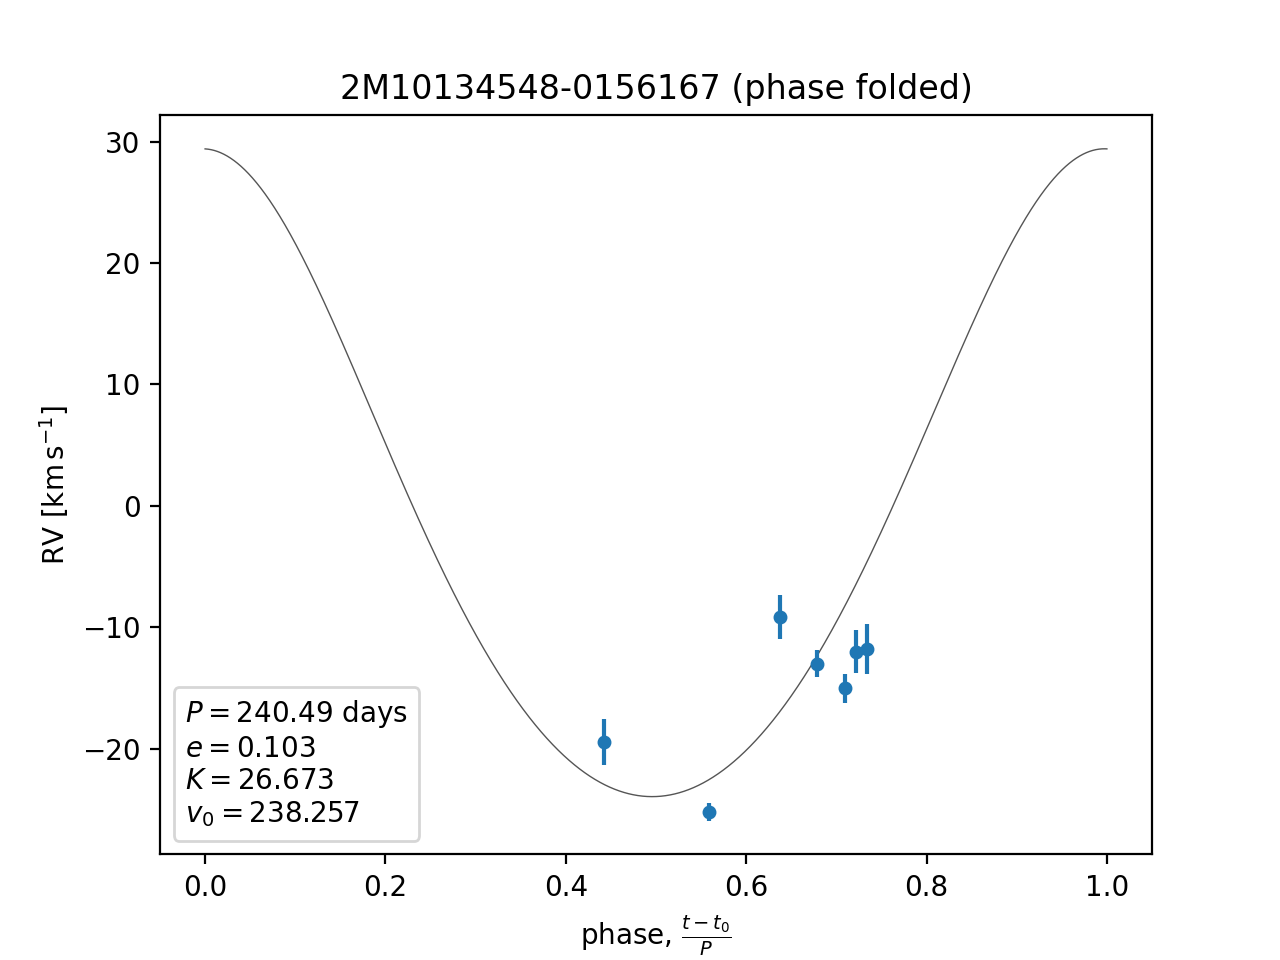 2M10134548-0156167 (phase folded)
30
20
10
0
−10
−20
RV [km s⁻¹]
P = 240.49 days
e = 0.103
K = 26.673
v₀ = 238.257
0.0 0.2 0.4 0.6 0.8 1.0
phase, (t − t₀)/P